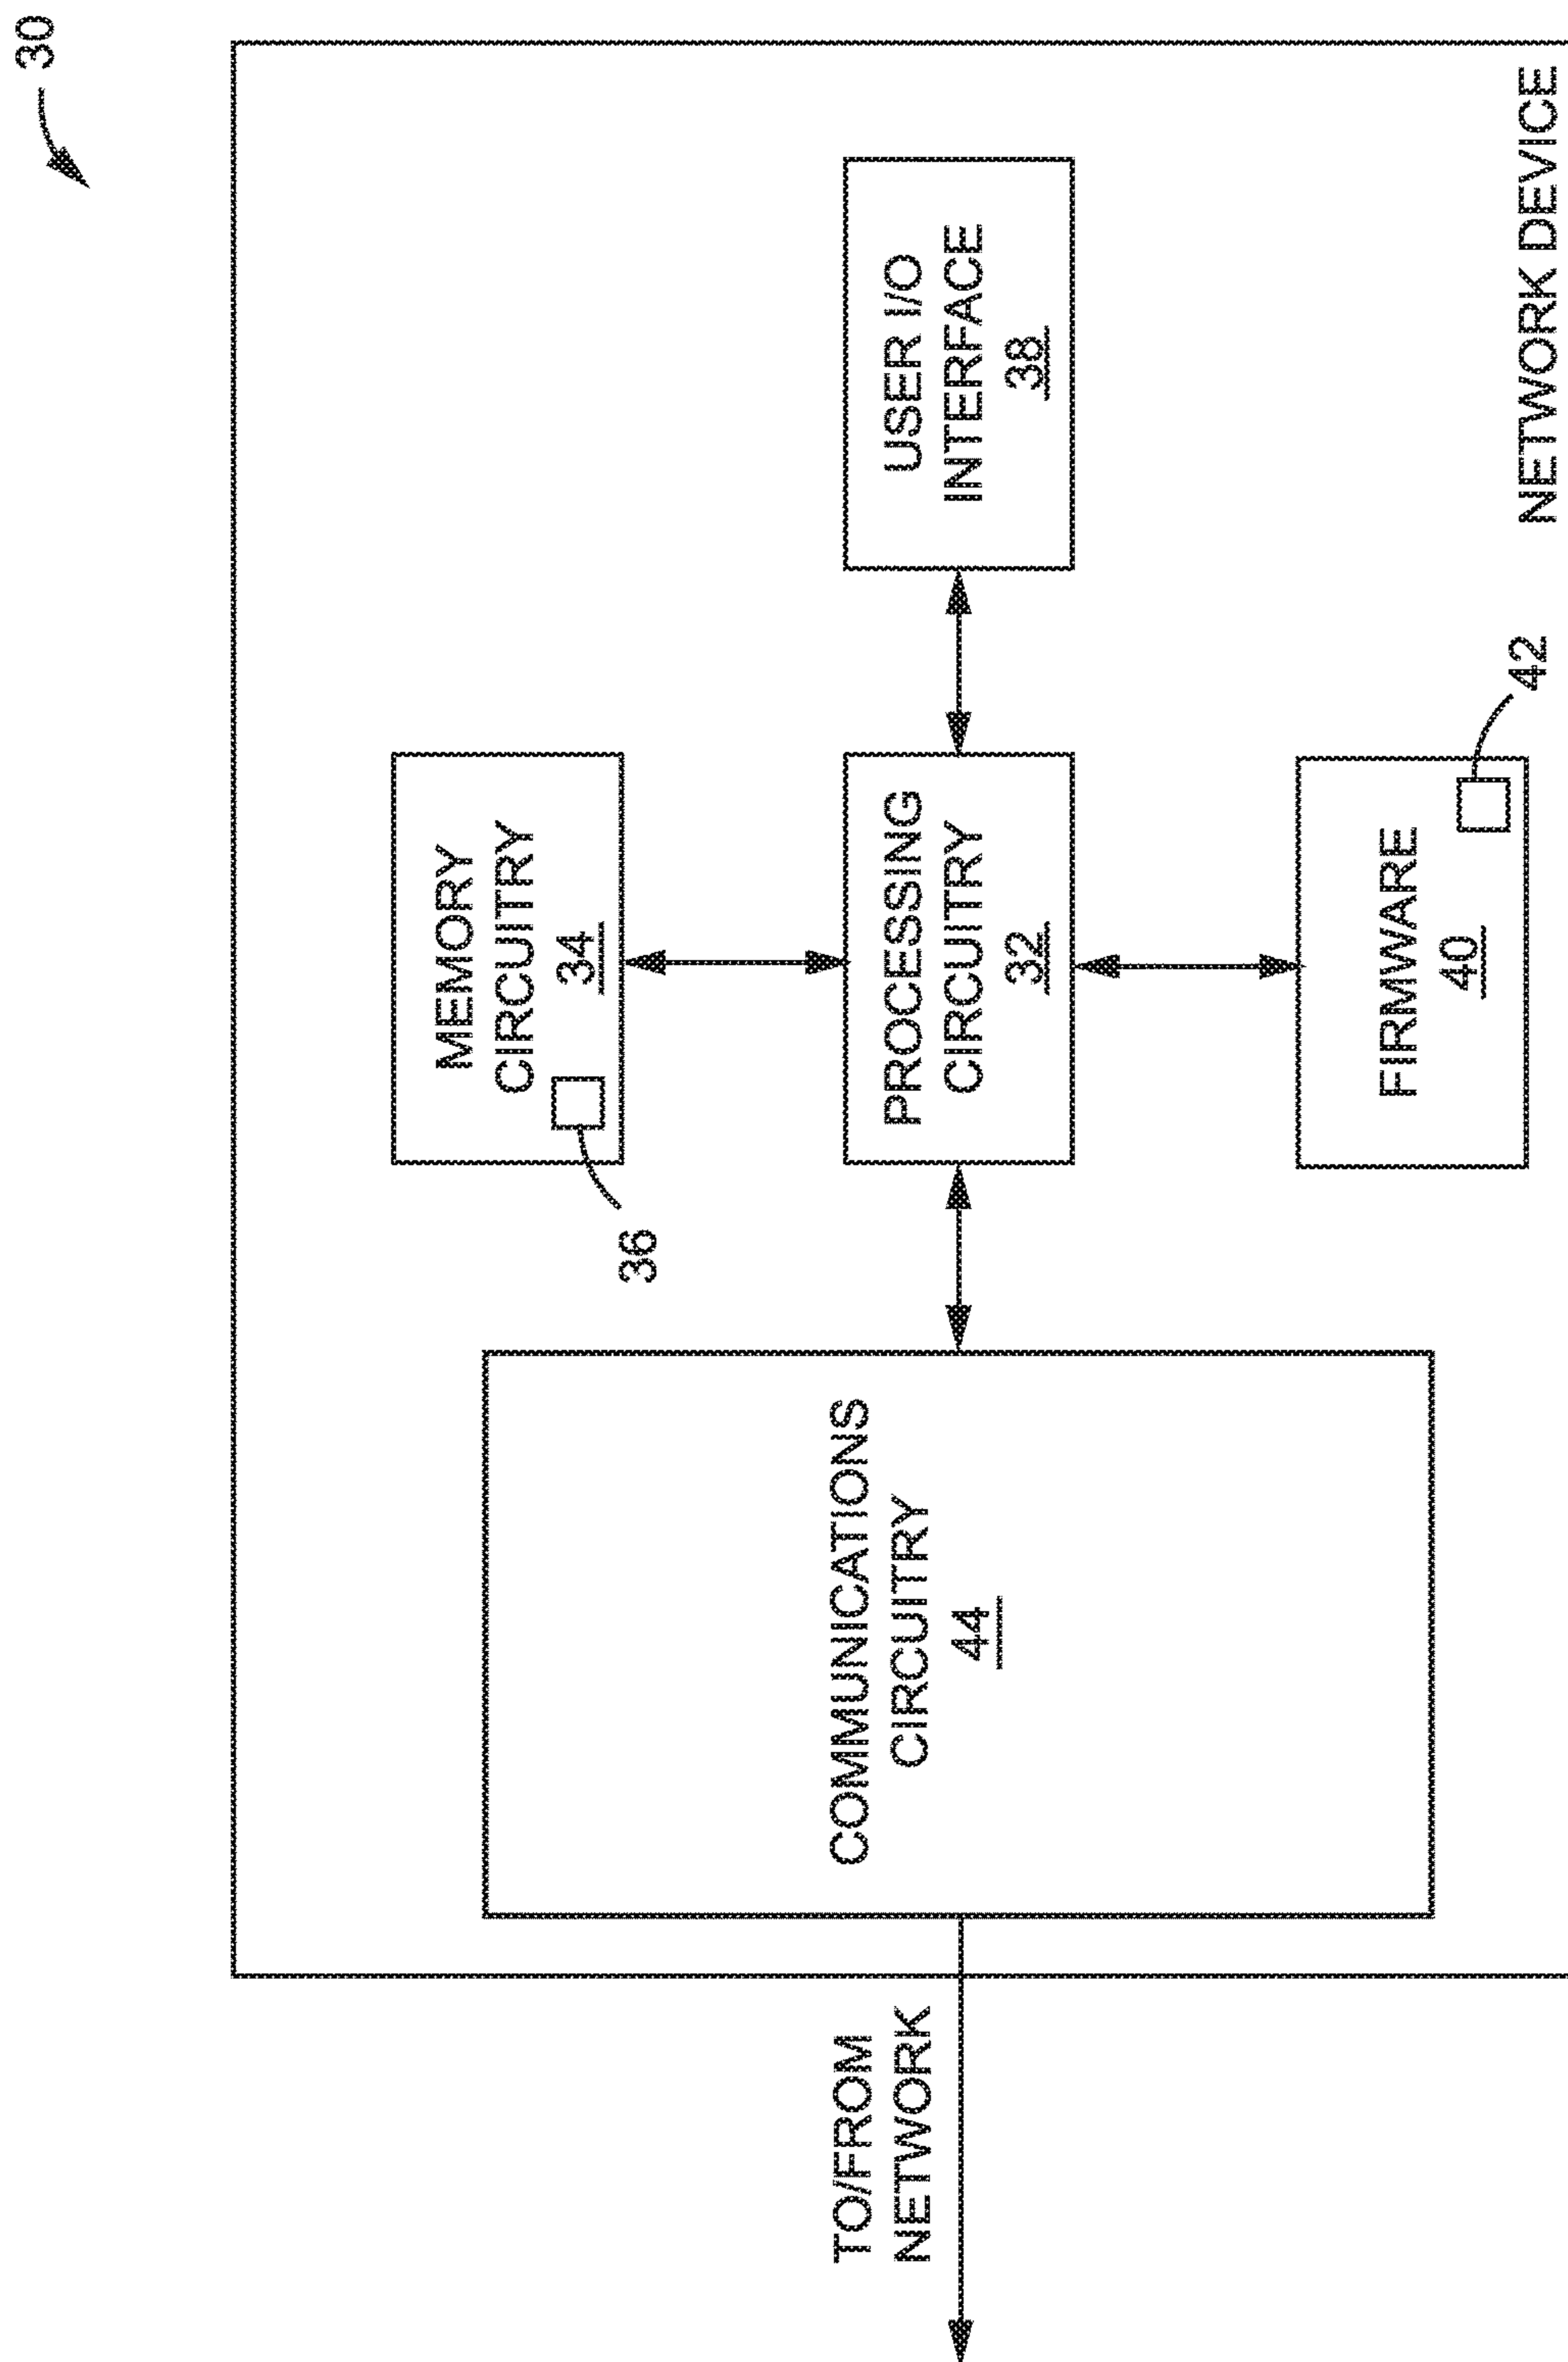 30
MEMORY
CIRCUITRY
34
36
TO/FROM
NETWORK
COMMUNICATIONS
CIRCUITRY
44
PROCESSING
CIRCUITRY
32
USER I/O
INTERFACE
38
FIRMWARE
40
42
NETWORK DEVICE